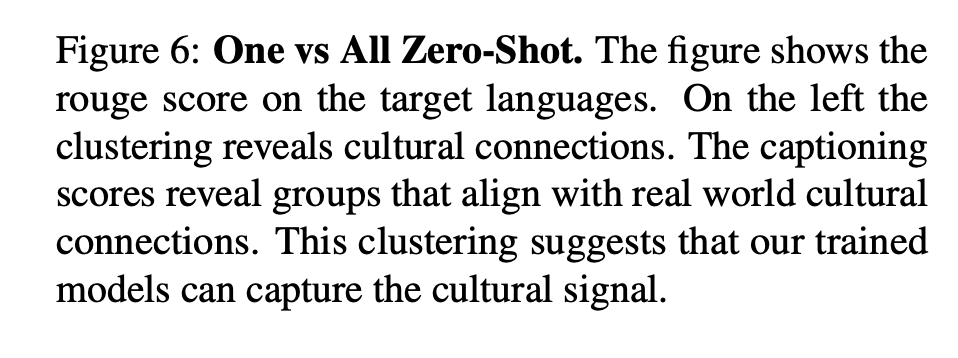 Figure 6: One vs All Zero-Shot. The figure shows the
rouge score on the target languages. On the left the
clustering reveals cultural connections. The captioning
scores reveal groups that align with real world cultural
connections. This clustering suggests that our trained
models can capture the cultural signal.